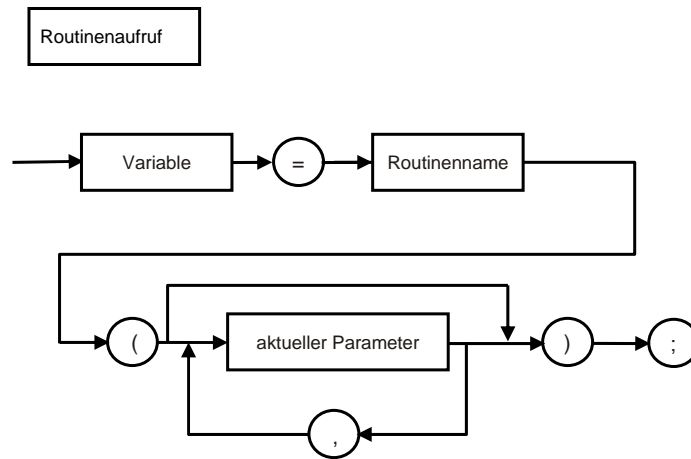 Routinenaufruf
Variable = Routinenname
( aktueller Parameter ) ;
,